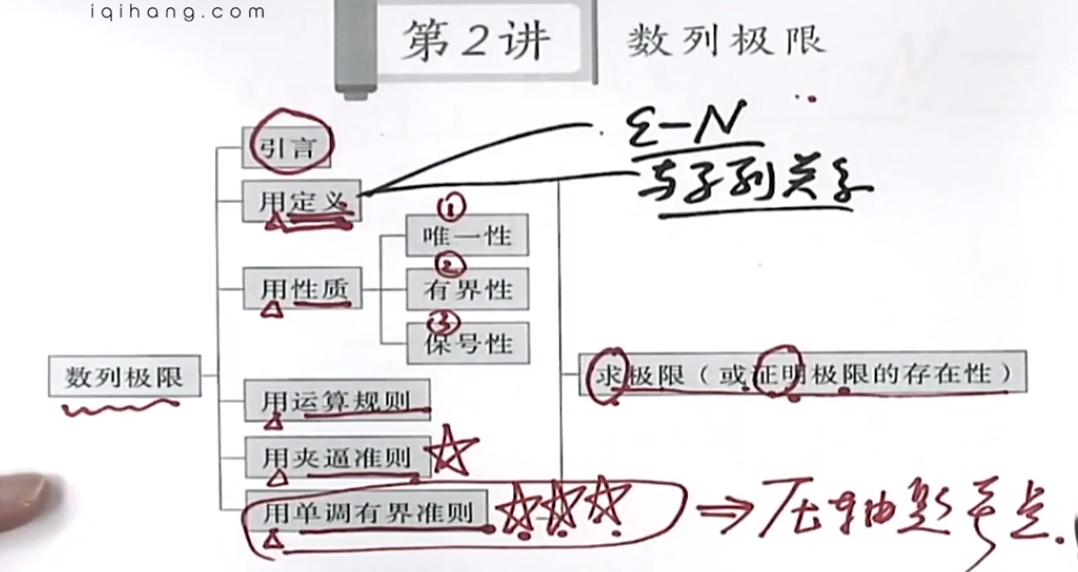 iqihang.com
第2讲 数列极限
ε-N
与子列关系
引言
用定义
①
唯一性
②
有界性
③
保号性
用性质
数列极限
求极限（或证明极限的存在性）
用运算规则
用夹逼准则
用单调有界准则
⇒压轴题考点.